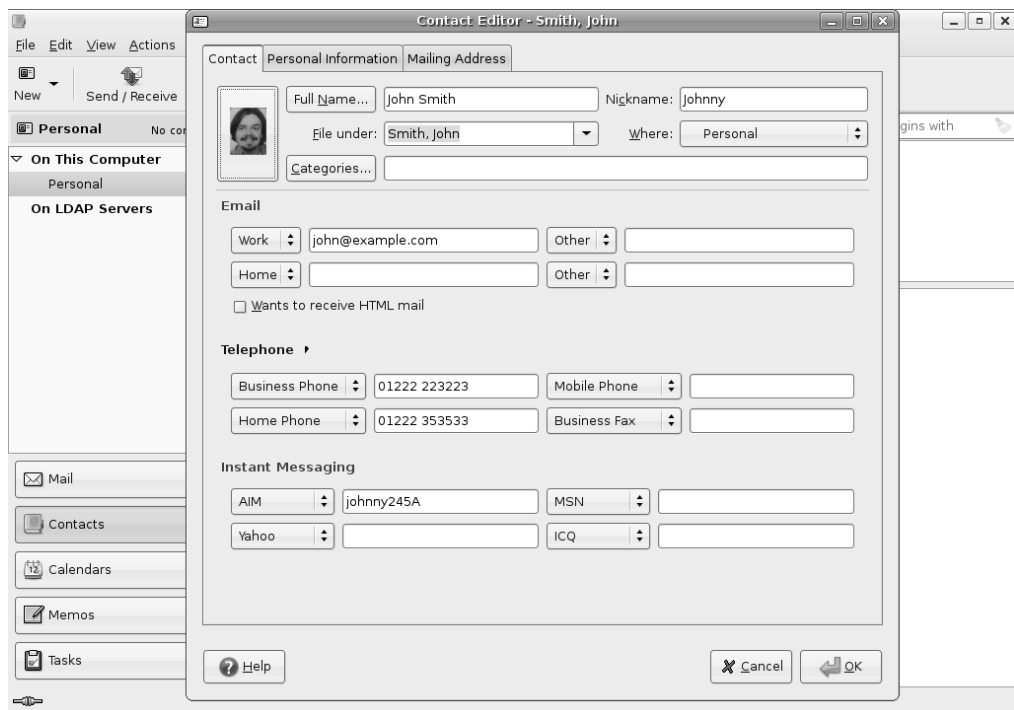 Contact Editor - Smith, John
File Edit View Actions
New Send / Receive
Personal
gins with
On This Computer
Personal
On LDAP Servers
Mail
Contacts
12 Calendars
Memos
Tasks
Contact Personal Information Mailing Address
Full Name... John Smith Nickname: Johnny
File under: Smith, John Where: Personal
Categories...
Email
Work john@example.com Other
Home Other
Wants to receive HTML mail
Telephone
Business Phone 01222 223223 Mobile Phone
Home Phone 01222 353533 Business Fax
Instant Messaging
AIM johnny245A MSN
Yahoo ICQ
Help Cancel OK